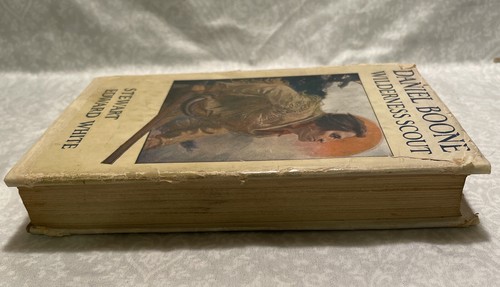 DANIEL BOONE
WILDERNESS SCOUT
STEWART
EDWARD WHITE